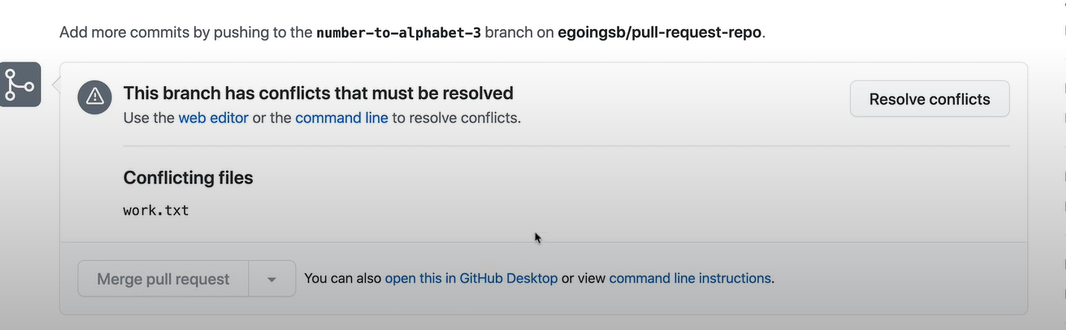 Add more commits by pushing to the number-to-alphabet-3 branch on egoingsb/pull-request-repo.
This branch has conflicts that must be resolved
Resolve conflicts
Use the web editor or the command line to resolve conflicts.
Conflicting files
work.txt
Merge pull request
You can also open this in GitHub Desktop or view command line instructions.